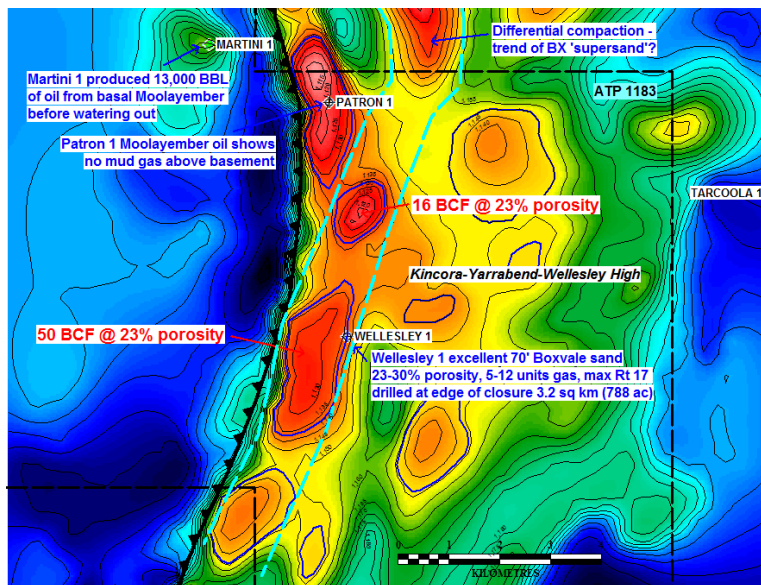 MARTINI 1
Differential compaction -
trend of BX 'supersand'?
Martini 1 produced 13,000 BBL
of oil from basal Moolayember
before watering out
ATP 1183
PATRON 1
Patron 1 Moolayember oil shows
no mud gas above basement
TARCOOLA 1
16 BCF @ 23% porosity
Kincora-Yarrabend-Wellesley High
50 BCF @ 23% porosity
WELLESLEY 1
Wellesley 1 excellent 70' Boxvale sand
23-30% porosity, 5-12 units gas, max Rt 17
drilled at edge of closure 3.2 sq km (788 ac)
0 1 2 3
KILOMETRES